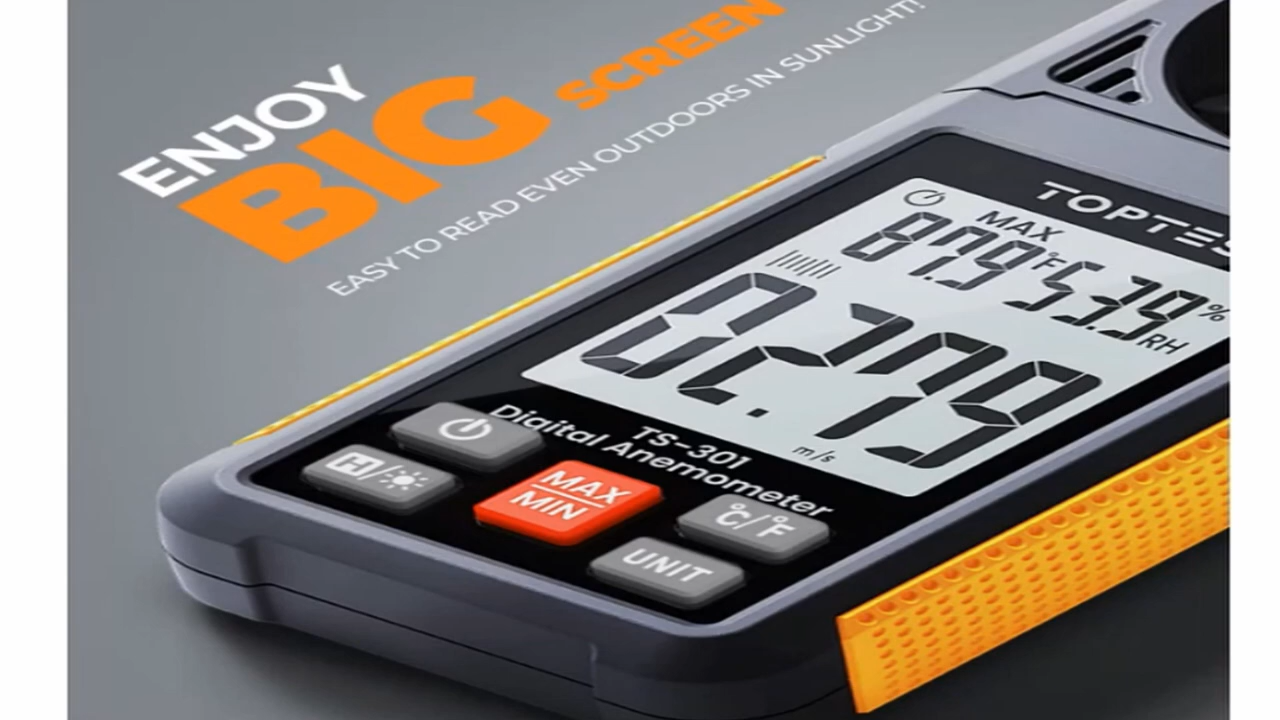 ENJOY
BIG SCREEN
EASY TO READ EVEN OUTDOORS IN SUNLIGHT!
TOPTES
MAX
87.9°F 53.9% RH
02.79
m/s
TS-301
Digital Anemometer
H/
MAX
MIN
°C/°F
UNIT